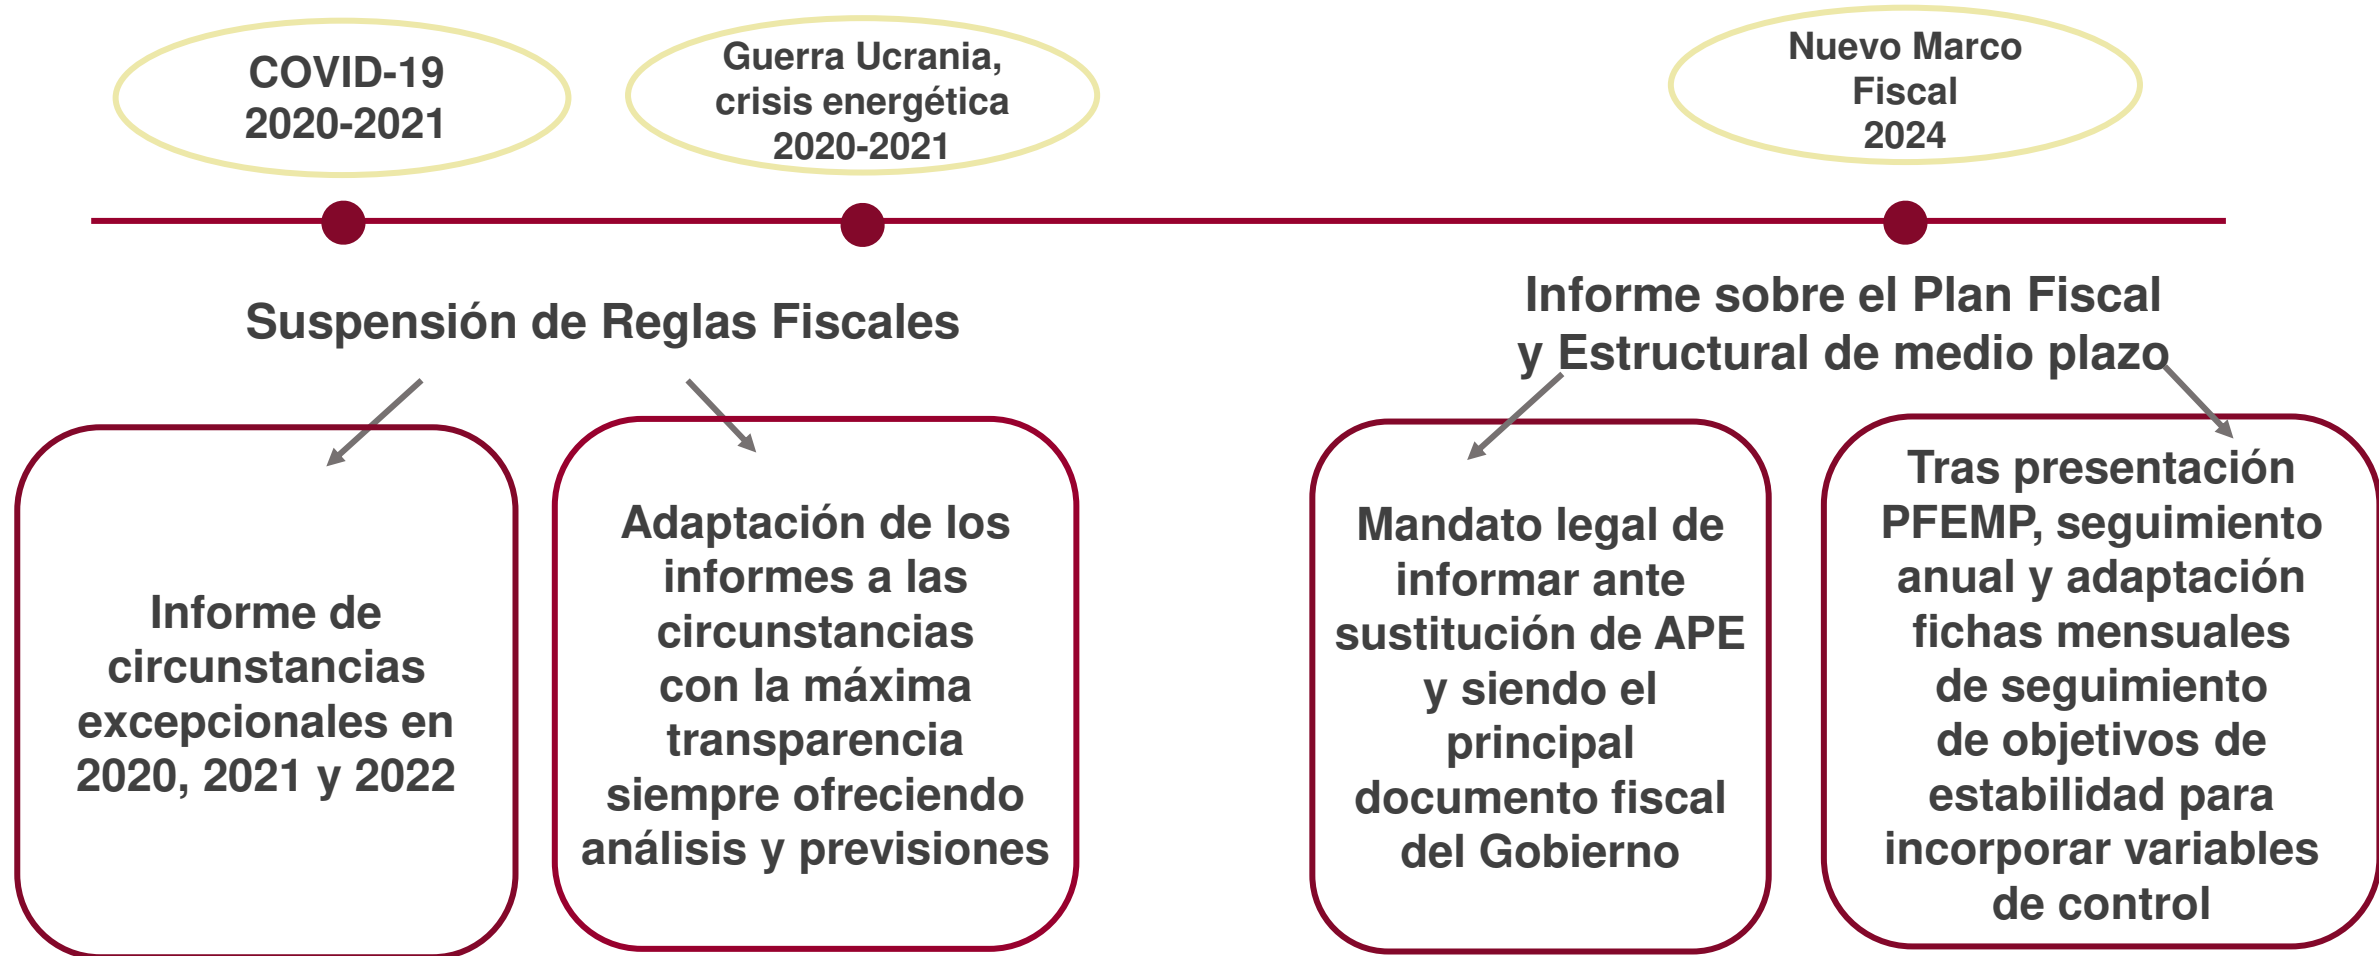 COVID-19
2020-2021
Guerra Ucrania,
crisis energética
2020-2021
Nuevo Marco
Fiscal
2024
Suspensión de Reglas Fiscales
Informe sobre el Plan Fiscal
y Estructural de medio plazo
Informe de
circunstancias
excepcionales en
2020, 2021 y 2022
Adaptación de los
informes a las
circunstancias
con la máxima
transparencia
siempre ofreciendo
análisis y previsiones
Mandato legal de
informar ante
sustitución de APE
y siendo el
principal
documento fiscal
del Gobierno
Tras presentación
PFEMP, seguimiento
anual y adaptación
fichas mensuales
de seguimiento
de objetivos de
estabilidad para
incorporar variables
de control